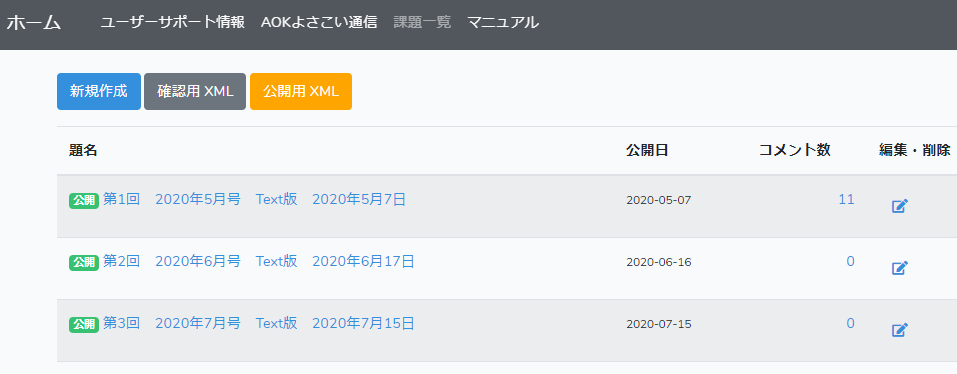 ホーム ユーザーサポート情報 AOKよさこい通信 課題一覧 マニュアル
新規作成 確認用 XML 公開用 XML
題名 公開日 コメント数 編集・削除
公開 第1回　2020年5月号　Text版　2020年5月7日 2020-05-07 11
公開 第2回　2020年6月号　Text版　2020年6月17日 2020-06-16 0
公開 第3回　2020年7月号　Text版　2020年7月15日 2020-07-15 0